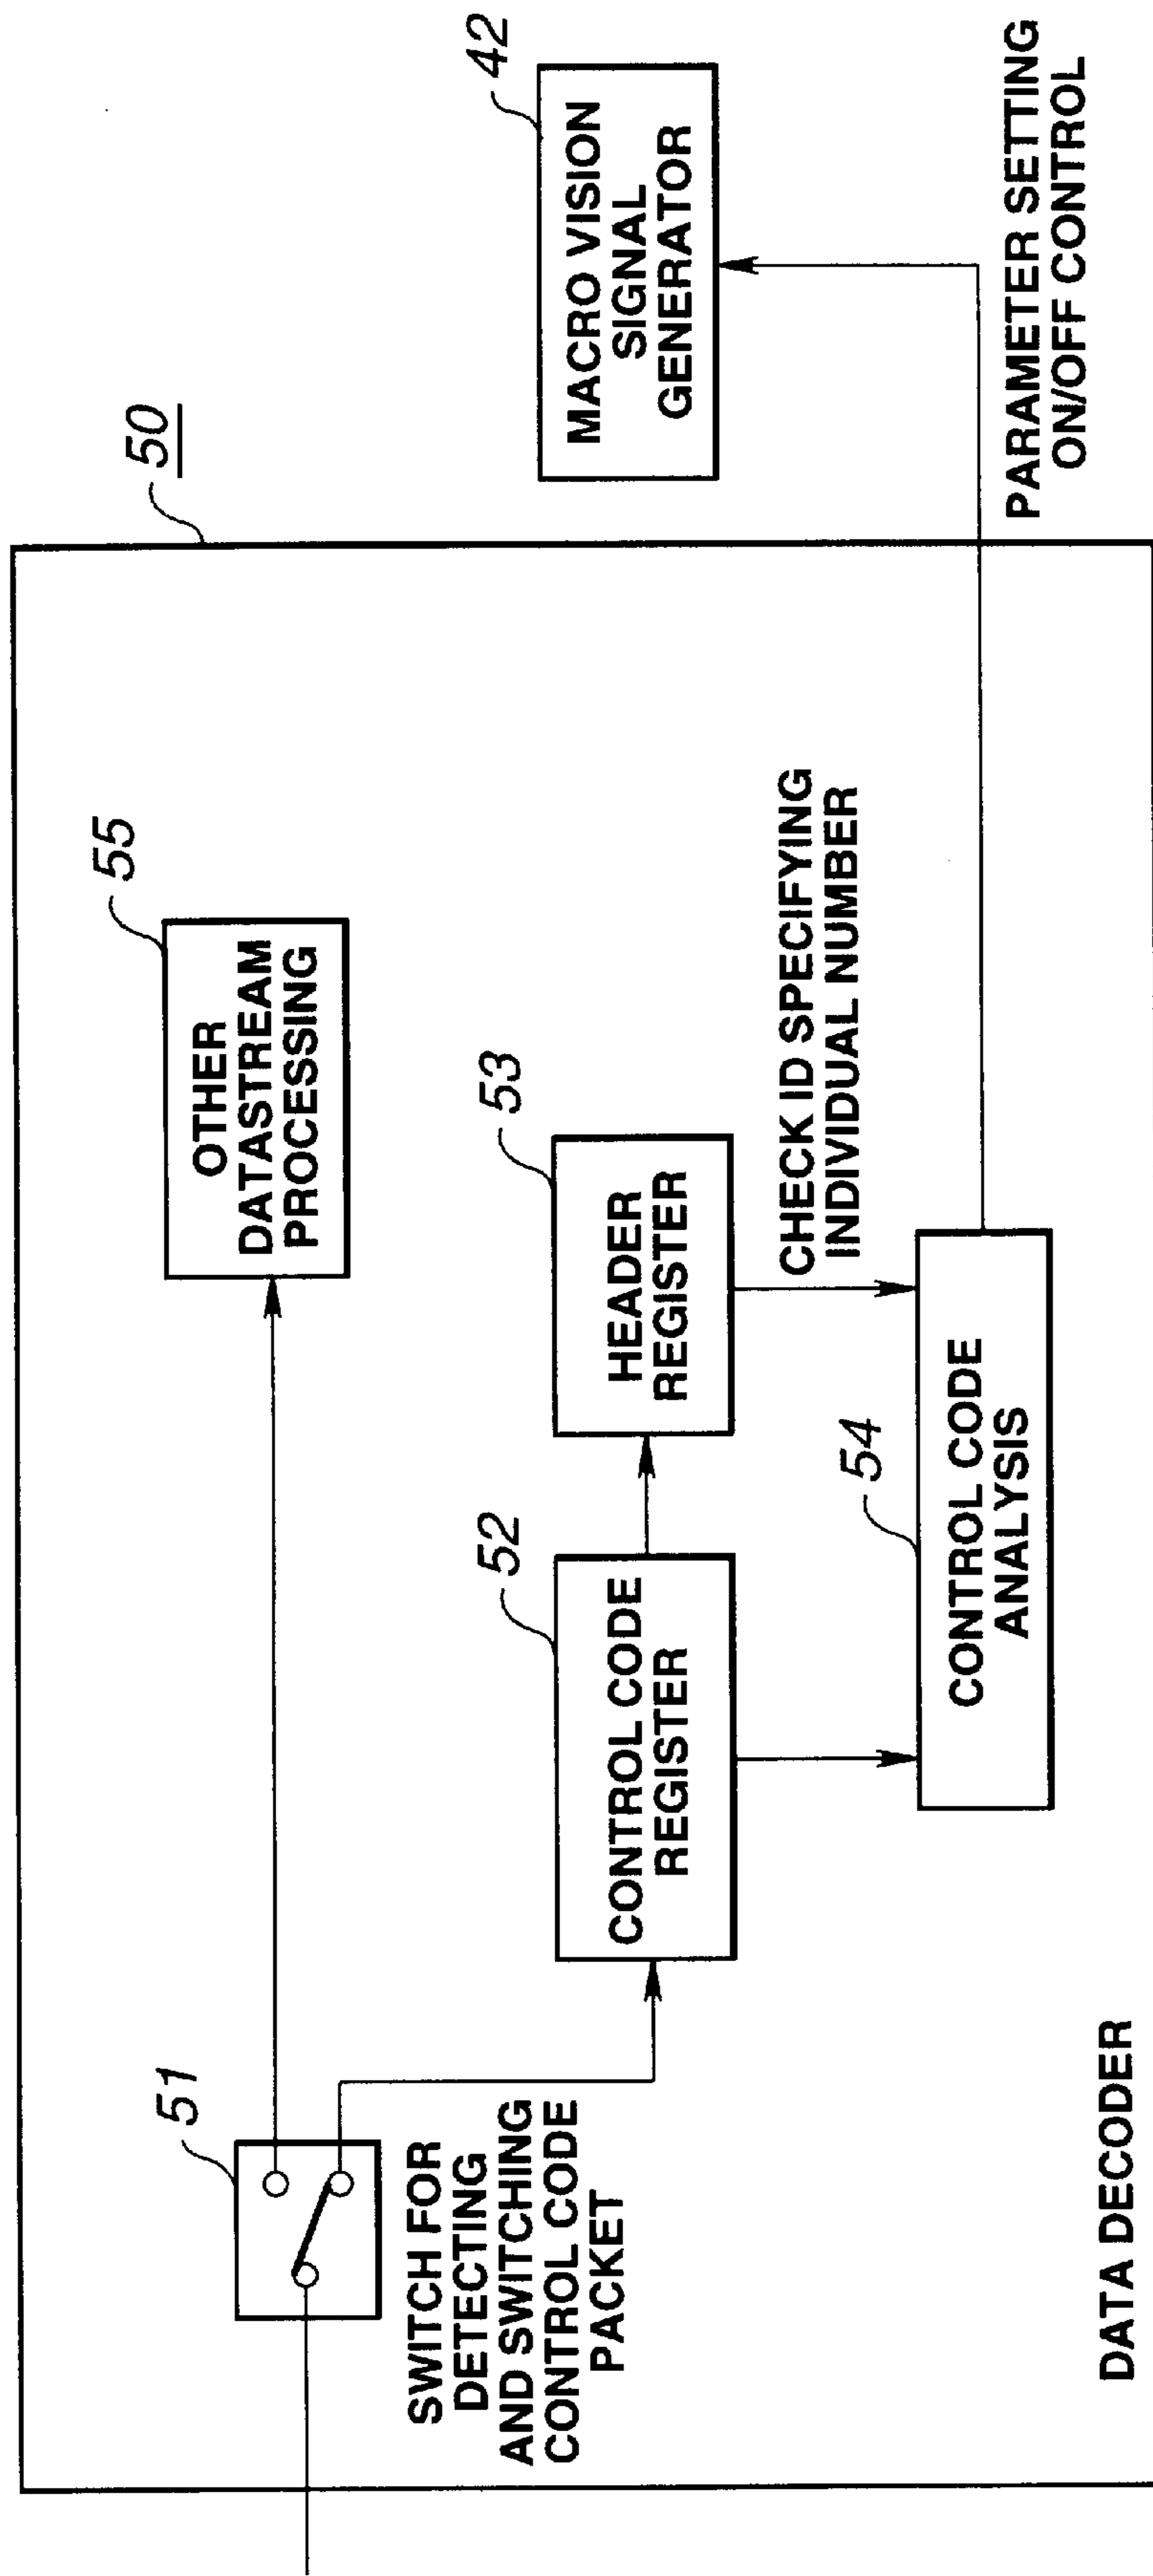 50
55
OTHER
DATASTREAM
PROCESSING
51
SWITCH FOR
DETECTING
AND SWITCHING
CONTROL CODE
PACKET
52
CONTROL CODE
REGISTER
53
HEADER
REGISTER
CHECK ID SPECIFYING
INDIVIDUAL NUMBER
54
CONTROL CODE
ANALYSIS
DATA DECODER
42
MACRO VISION
SIGNAL
GENERATOR
PARAMETER SETTING
ON/OFF CONTROL